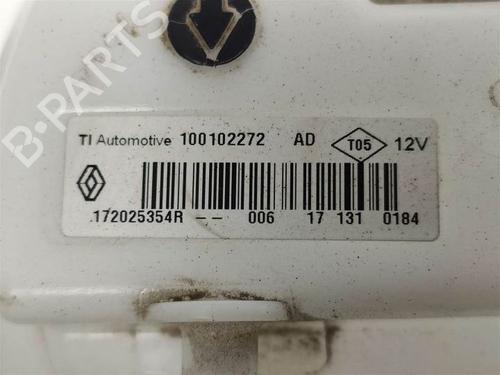 B-PARTS
TI Automotive 100102272 AD T05 12V
172025354R -- 006 17 131 0184